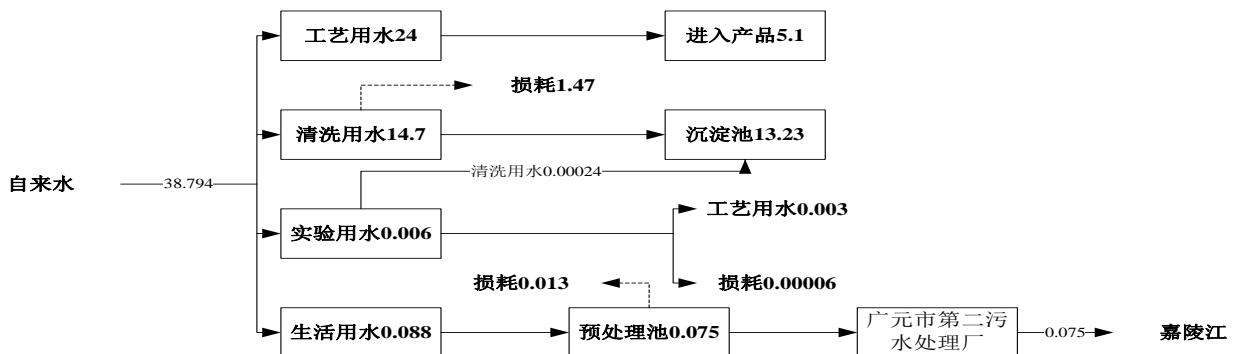 工艺用水24
进入产品5.1
损耗1.47
清洗用水14.7
沉淀池13.23
清洗用水0.00024
自来水
38.794
工艺用水0.003
实验用水0.006
损耗0.013
损耗0.00006
生活用水0.088
预处理池0.075
广元市第二污
水处理厂
0.075
嘉陵江